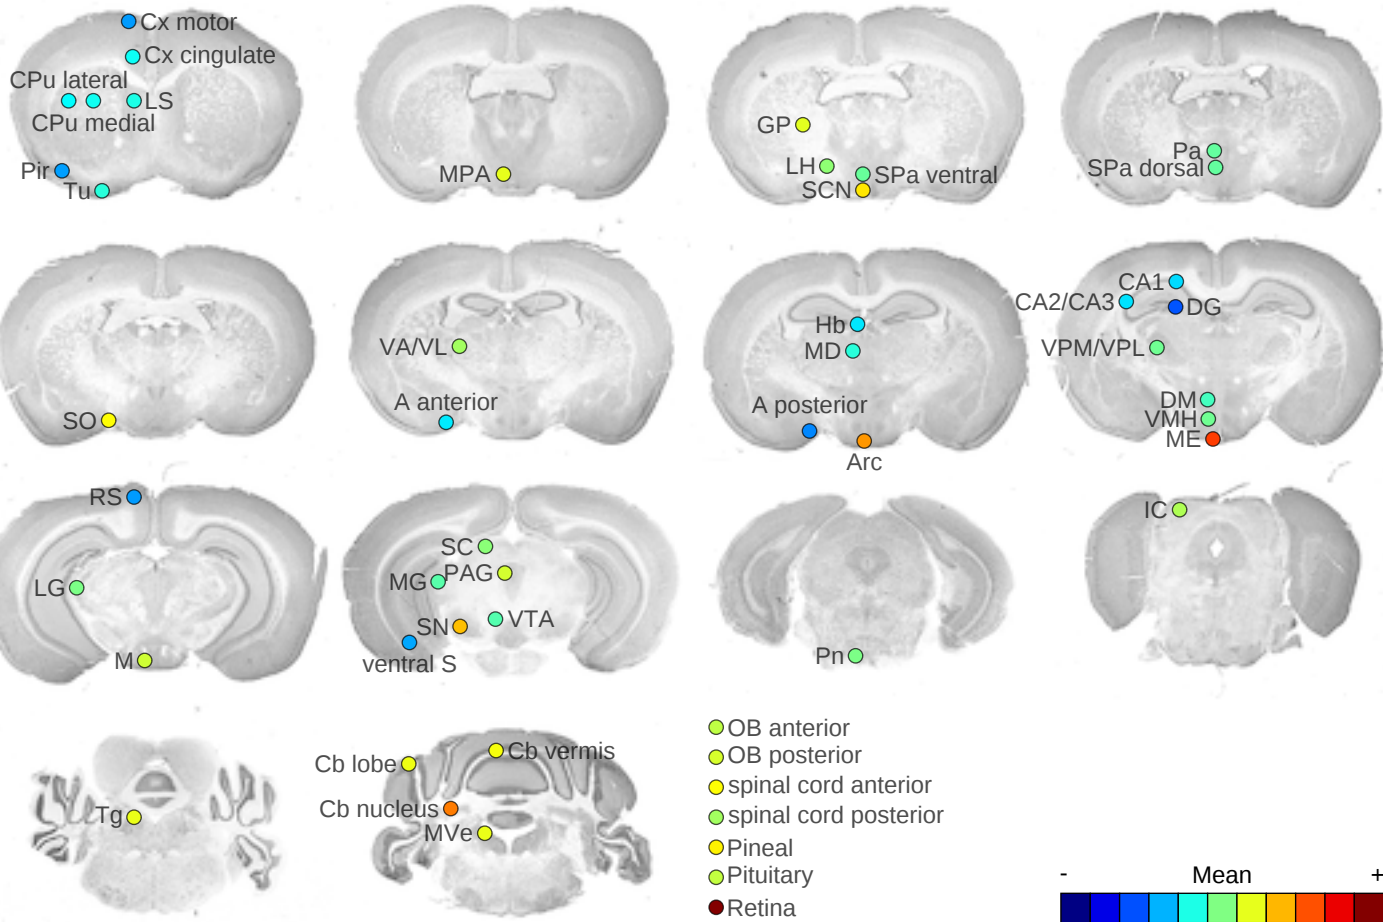 Cx motor
Cx cingulate
CPu lateral
LS
CPu medial
Pir
Tu
MPA
GP
LH
SPa ventral
SCN
Pa
SPa dorsal
SO
VA/VL
A anterior
Hb
MD
A posterior
Arc
CA1
CA2/CA3
DG
VPM/VPL
DM
VMH
ME
RS
LG
M
SC
PAG
MG
SN
VTA
ventral S
Pn
IC
Tg
Cb lobe
Cb vermis
Cb nucleus
MVe
OB anterior
OB posterior
spinal cord anterior
spinal cord posterior
Pineal
Pituitary
Retina
- Mean +